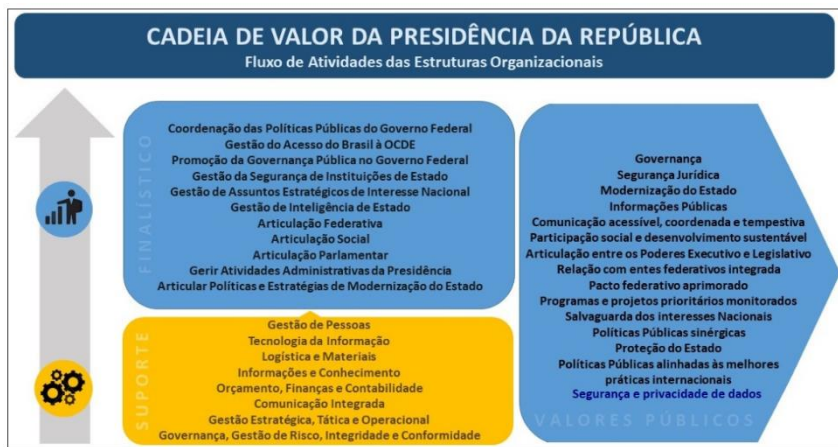 CADEIA DE VALOR DA PRESIDÊNCIA DA REPÚBLICA
Fluxo de Atividades das Estruturas Organizacionais
FINALÍSTICO
Coordenação das Políticas Públicas do Governo Federal
Gestão do Acesso do Brasil à OCDE
Promoção da Governança Pública no Governo Federal
Gestão da Segurança de Instituições de Estado
Gestão de Assuntos Estratégicos de Interesse Nacional
Gestão de Inteligência de Estado
Articulação Federativa
Articulação Social
Articulação Parlamentar
Gerir Atividades Administrativas da Presidência
Articular Políticas e Estratégias de Modernização do Estado
SUPORTE
Gestão de Pessoas
Tecnologia da Informação
Logística e Materiais
Informações e Conhecimento
Orçamento, Finanças e Contabilidade
Comunicação Integrada
Gestão Estratégica, Tática e Operacional
Governança, Gestão de Risco, Integridade e Conformidade
Governança
Segurança Jurídica
Modernização do Estado
Informações Públicas
Comunicação acessível, coordenada e tempestiva
Participação social e desenvolvimento sustentável
Articulação entre os Poderes Executivo e Legislativo
Relação com entes federativos integrada
Pacto federativo aprimorado
Programas e projetos prioritários monitorados
Salvaguarda dos interesses Nacionais
Políticas Públicas sinérgicas
Proteção do Estado
Políticas Públicas alinhadas às melhores
práticas internacionais
Segurança e privacidade de dados
VALORES PÚBLICOS